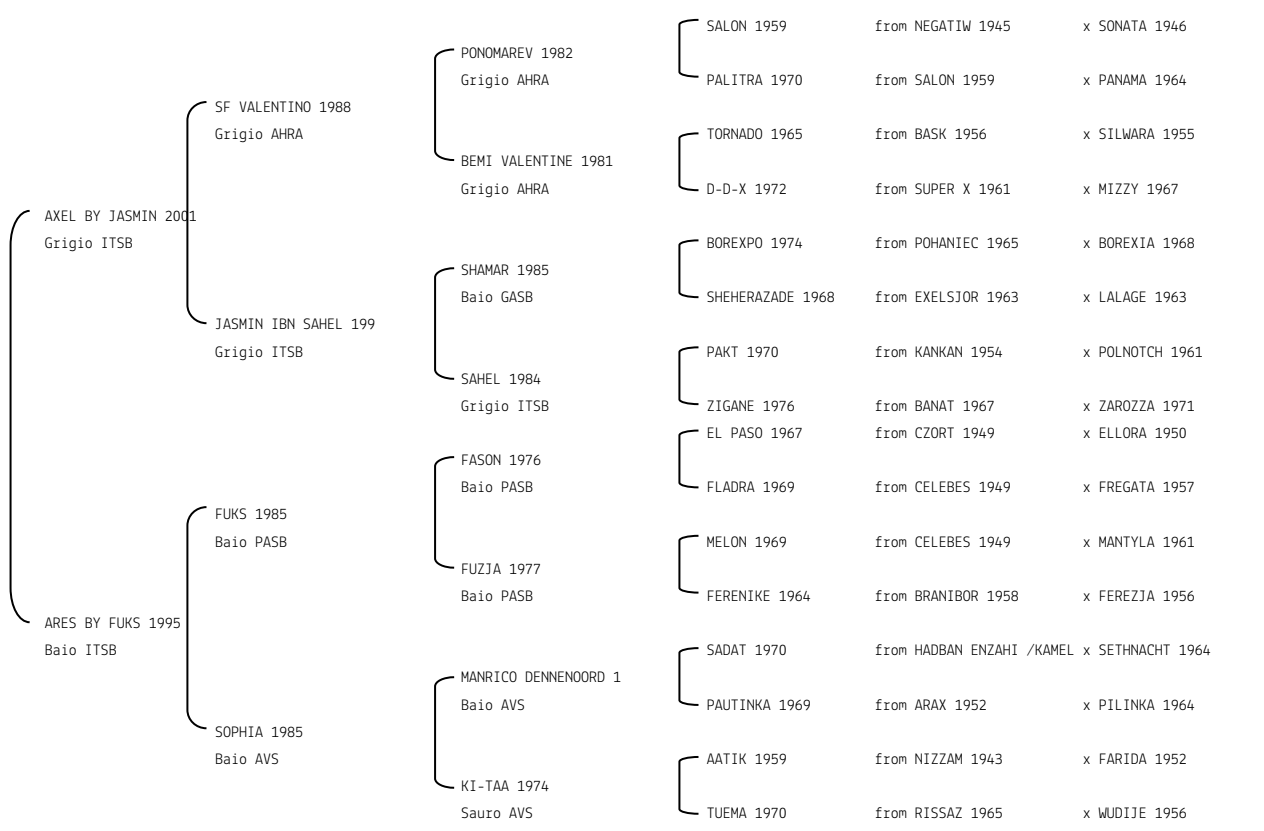 SALON 1959 from NEGATIW 1945 x SONATA 1946
PONOMAREV 1982
Grigio AHRA
PALITRA 1970 from SALON 1959 x PANAMA 1964
SF VALENTINO 1988
Grigio AHRA
TORNADO 1965 from BASK 1956 x SILWARA 1955
BEMI VALENTINE 1981
Grigio AHRA
D-D-X 1972 from SUPER X 1961 x MIZZY 1967
AXEL BY JASMIN 2001
Grigio ITSB
BOREXPO 1974 from POHANIEC 1965 x BOREXIA 1968
SHAMAR 1985
Baio GASB
SHEHERAZADE 1968 from EXELSJOR 1963 x LALAGE 1963
JASMIN IBN SAHEL 199
Grigio ITSB
PAKT 1970 from KANKAN 1954 x POLNOTCH 1961
SAHEL 1984
Grigio ITSB
ZIGANE 1976 from BANAT 1967 x ZAROZZA 1971
EL PASO 1967 from CZORT 1949 x ELLORA 1950
FASON 1976
Baio PASB
FLADRA 1969 from CELEBES 1949 x FREGATA 1957
FUKS 1985
Baio PASB
MELON 1969 from CELEBES 1949 x MANTYLA 1961
FUZJA 1977
Baio PASB
FERENIKE 1964 from BRANIBOR 1958 x FEREZJA 1956
ARES BY FUKS 1995
Baio ITSB
SADAT 1970 from HADBAN ENZAHI /KAMEL x SETHNACHT 1964
MANRICO DENNENOORD 1
Baio AVS
PAUTINKA 1969 from ARAX 1952 x PILINKA 1964
SOPHIA 1985
Baio AVS
AATIK 1959 from NIZZAM 1943 x FARIDA 1952
KI-TAA 1974
Sauro AVS
TUEMA 1970 from RISSAZ 1965 x WUDIJE 1956